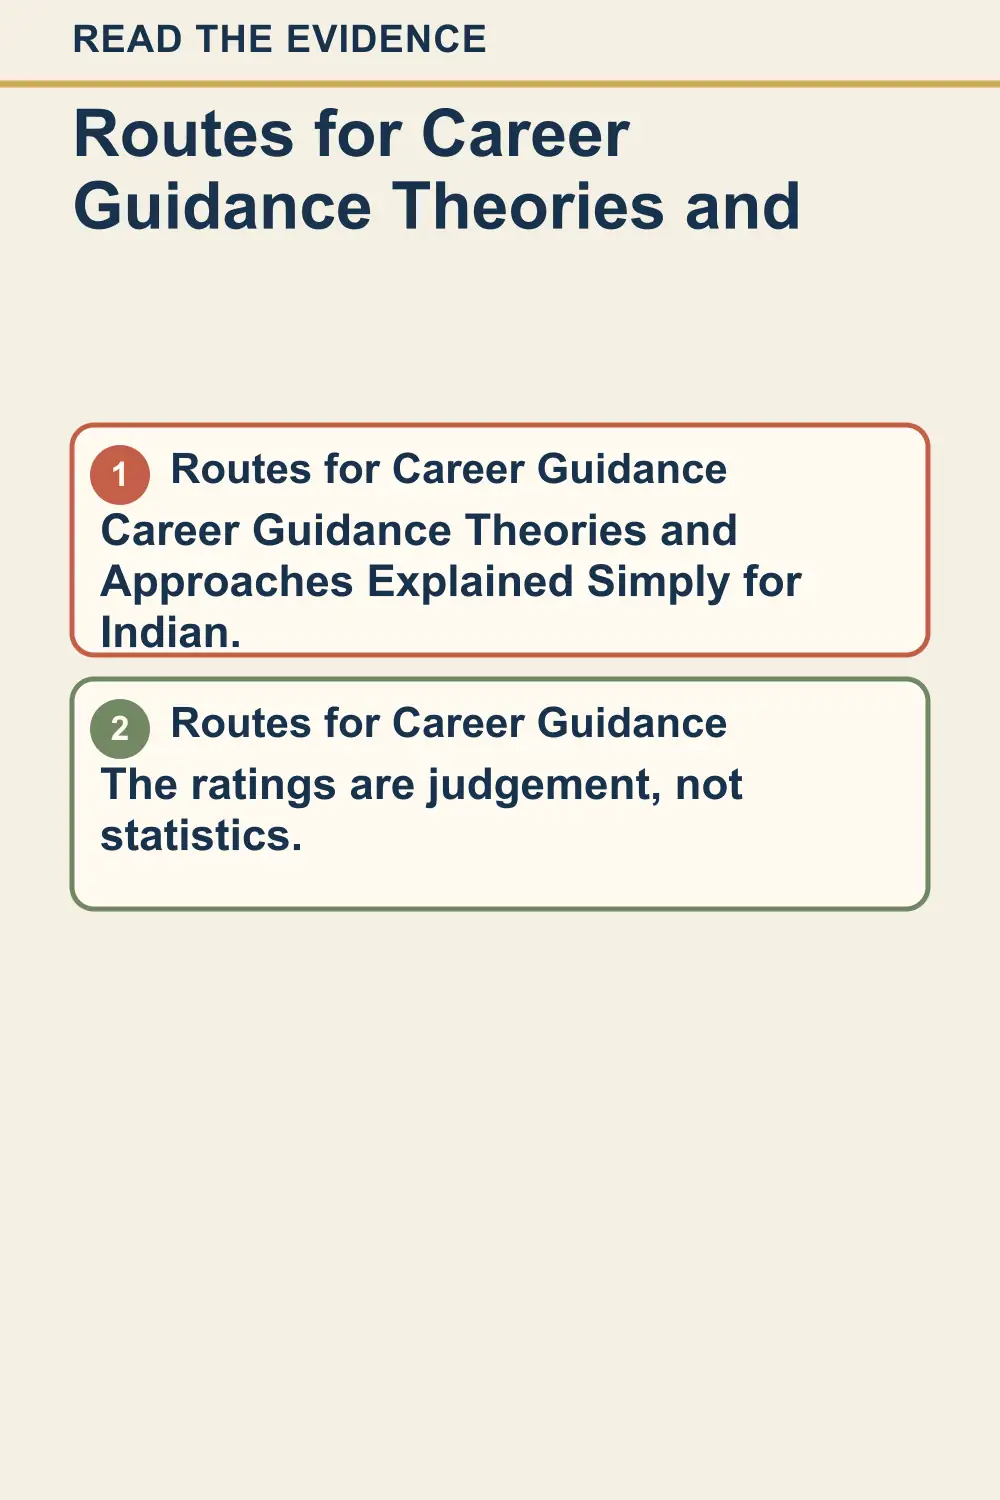 READ THE EVIDENCE
Routes for Career
Guidance Theories and
1
Routes for Career Guidance
Career Guidance Theories and
Approaches Explained Simply for
Indian.
2
Routes for Career Guidance
The ratings are judgement, not
statistics.